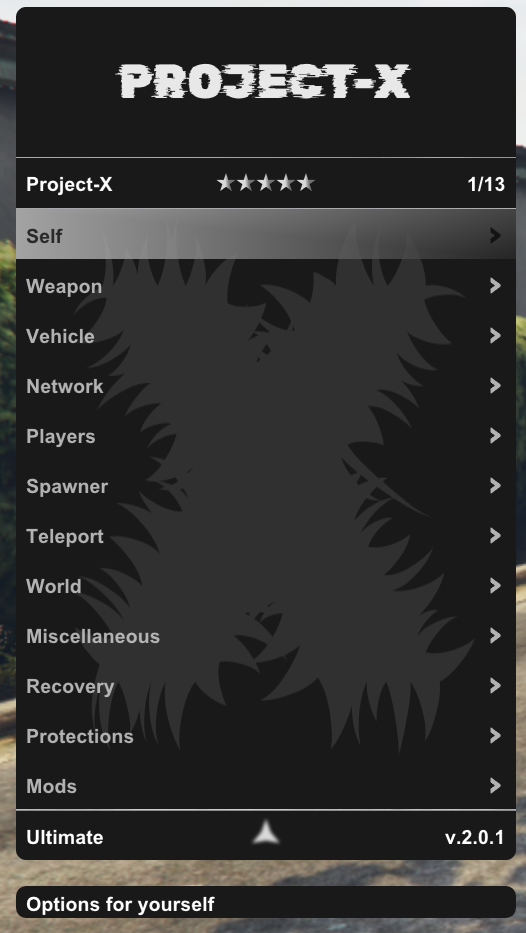 PROJECT-X
Project-X 1/13
Self
Weapon
Vehicle
Network
Players
Spawner
Teleport
World
Miscellaneous
Recovery
Protections
Mods
Ultimate v.2.0.1
Options for yourself